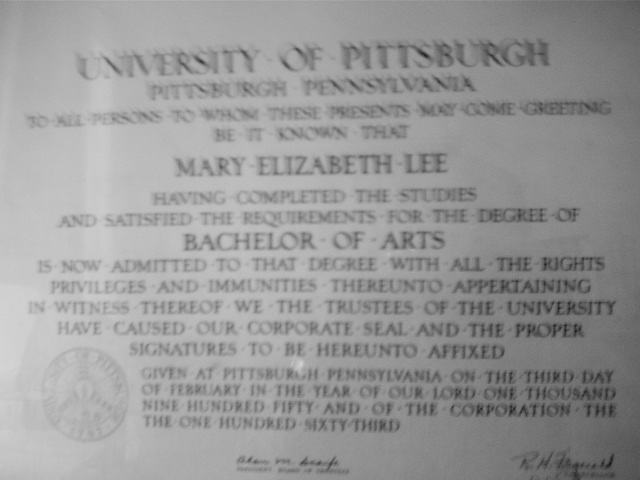 UNIVERSITY · OF · PITTSBURGH
PITTSBURGH · PENNSYLVANIA
TO · ALL · PERSONS · TO · WHOM · THESE · PRESENTS · MAY · COME · GREETING
BE · IT · KNOWN · THAT
MARY · ELIZABETH · LEE
HAVING · COMPLETED · THE · STUDIES
AND · SATISFIED · THE · REQUIREMENTS · FOR · THE · DEGREE · OF
BACHELOR · OF · ARTS
IS · NOW · ADMITTED · TO · THAT · DEGREE · WITH · ALL · THE · RIGHTS
PRIVILEGES · AND · IMMUNITIES · THEREUNTO · APPERTAINING
IN · WITNESS · THEREOF · WE · THE · TRUSTEES · OF · THE · UNIVERSITY
HAVE · CAUSED · OUR · CORPORATE · SEAL · AND · THE · PROPER
SIGNATURES · TO · BE · HEREUNTO · AFFIXED
GIVEN · AT · PITTSBURGH · PENNSYLVANIA · ON · THE · THIRD · DAY
OF · FEBRUARY · IN · THE · YEAR · OF · OUR · LORD · ONE · THOUSAND
NINE · HUNDRED · FIFTY · AND · OF · THE · CORPORATION · THE
THE · ONE · HUNDRED · SIXTY-THIRD
Alan M. Scaife
R. H. Fitzgerald